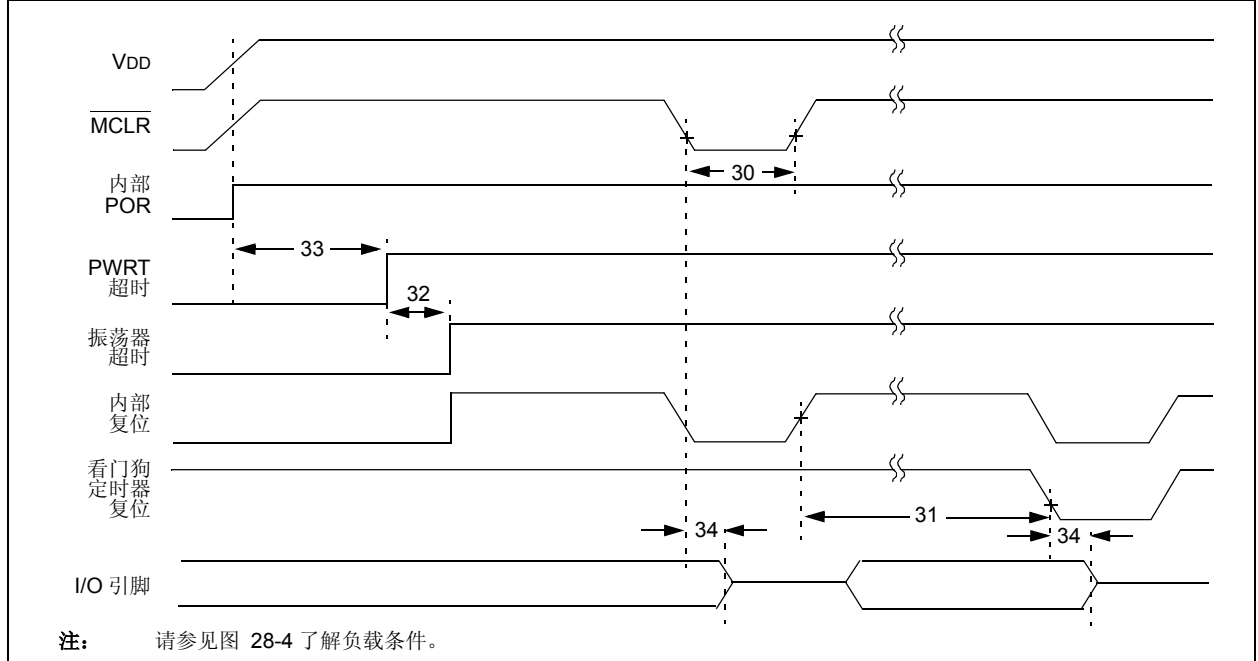 VDD
MCLR
30
内部
POR
33
PWRT
超时
32
振荡器
超时
内部
复位
看门狗
定时器
复位
31
34
34
I/O 引脚
注： 请参见图 28-4 了解负载条件。